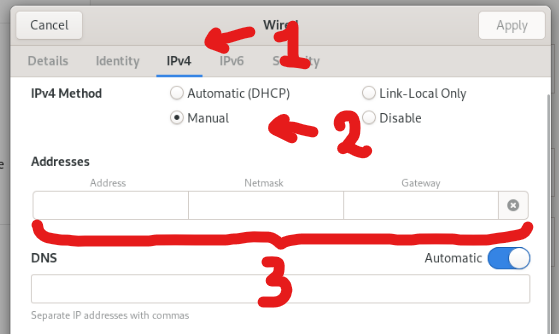 Cancel Wired Apply
1
Details Identity IPv4 IPv6 Security
IPv4 Method Automatic (DHCP) Link-Local Only
Manual Disable
2
Addresses
Address Netmask Gateway
3
DNS Automatic
Separate IP addresses with commas